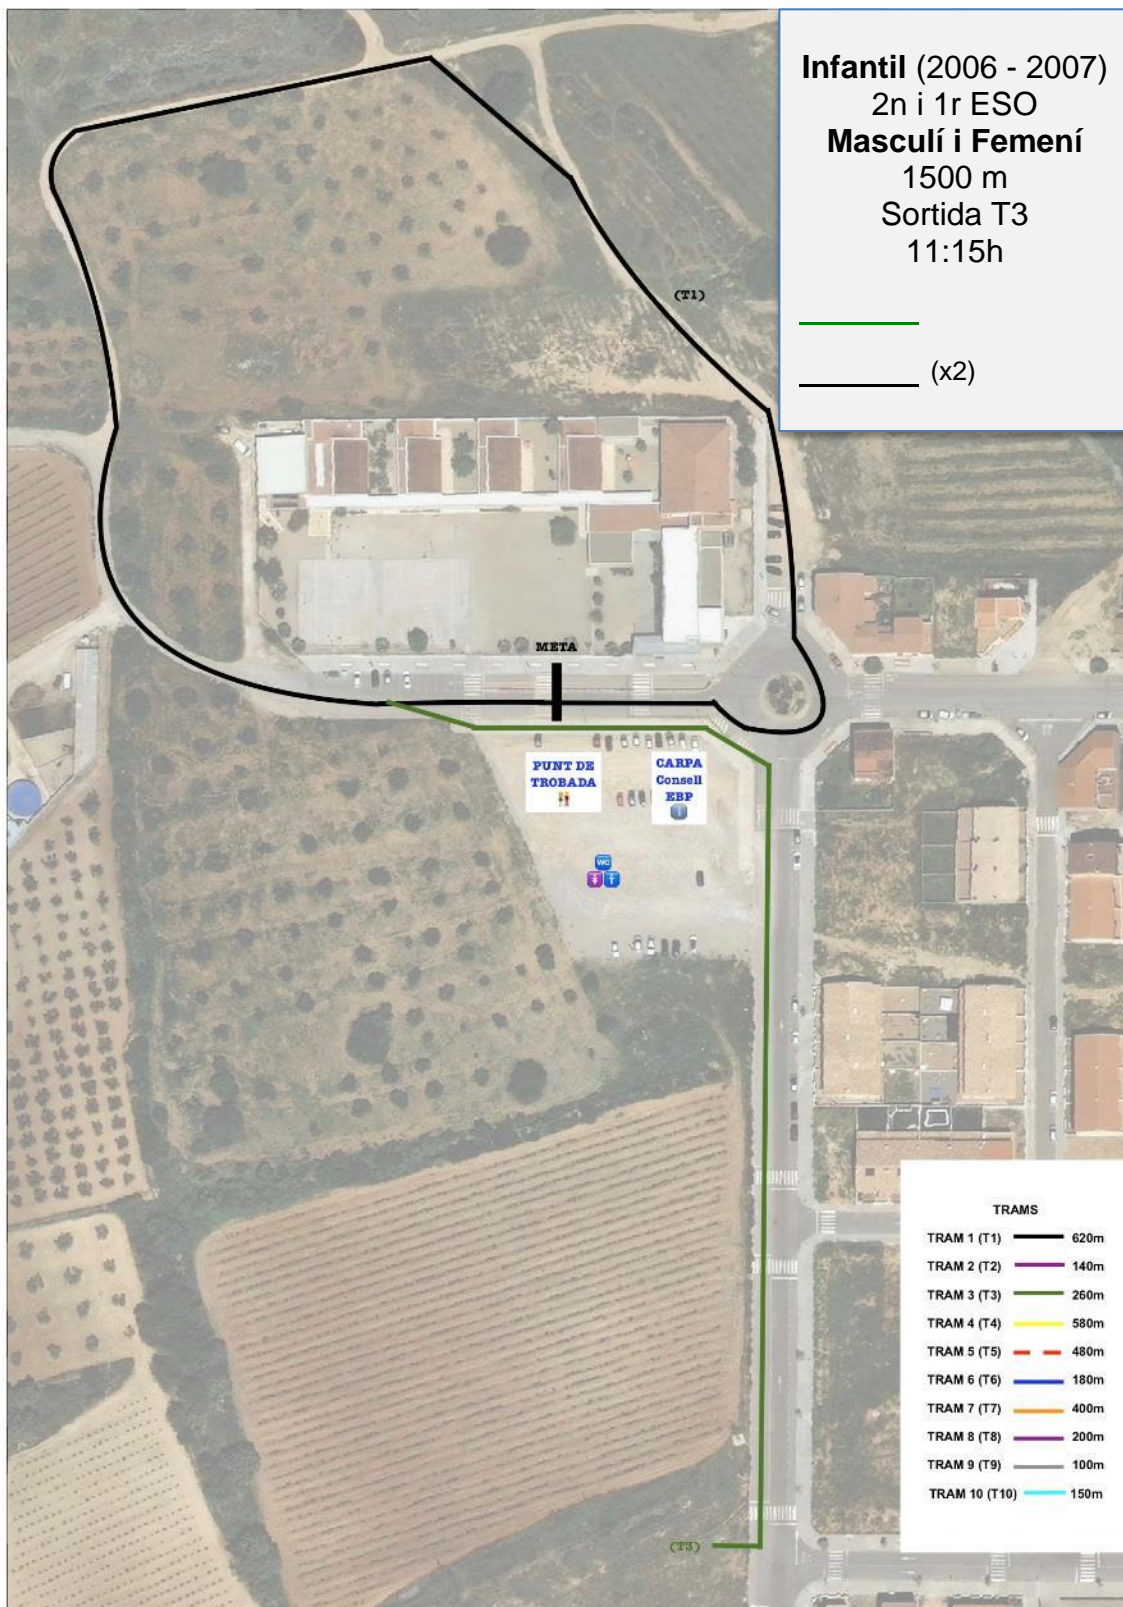 Infantil (2006 - 2007)
2n i 1r ESO
Masculí i Femení
1500 m
Sortida T3
11:15h
(x2)
(T1)
META
PUNT DE
TROBADA
CARPA
Consell
EBP
WC
(T3)
TRAMS
TRAM 1 (T1) 620m
TRAM 2 (T2) 140m
TRAM 3 (T3) 260m
TRAM 4 (T4) 580m
TRAM 5 (T5) 480m
TRAM 6 (T6) 180m
TRAM 7 (T7) 400m
TRAM 8 (T8) 200m
TRAM 9 (T9) 100m
TRAM 10 (T10) 150m